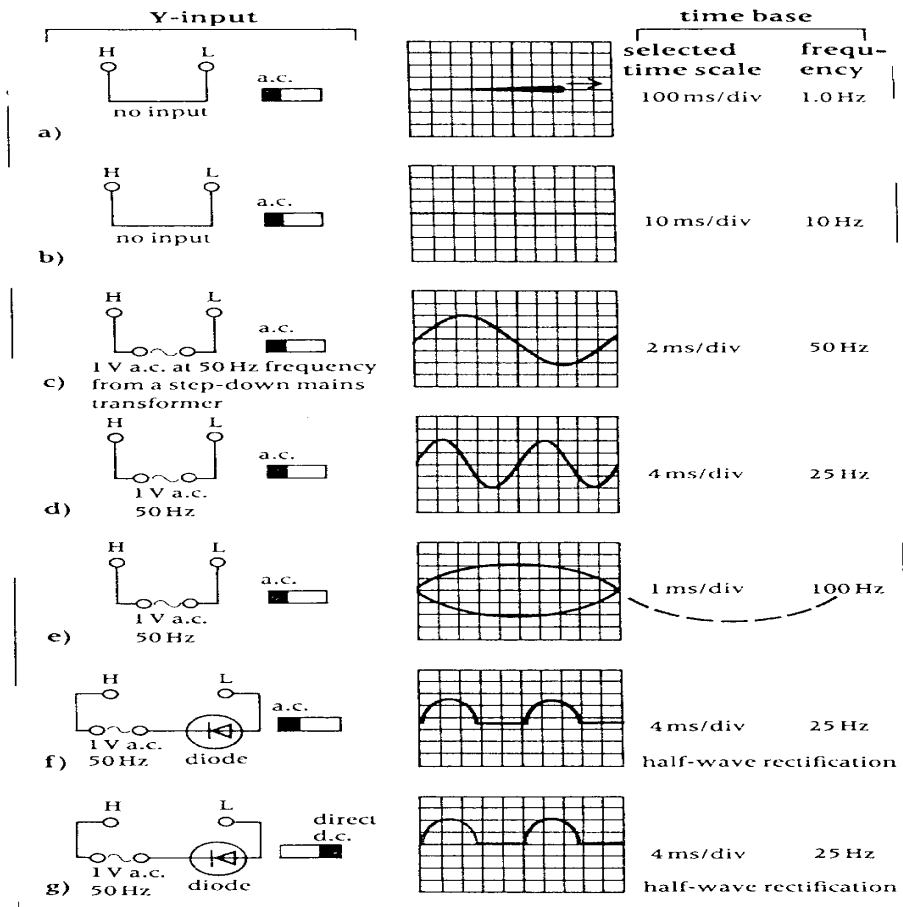 Y-input
time base
H L
selected time scale
frequ-ency
a.c.
no input
100 ms/div
1.0 Hz
a)
H L
a.c.
no input
10 ms/div
10 Hz
b)
H L
a.c.
2 ms/div
50 Hz
1 V a.c. at 50 Hz frequency
c) from a step-down mains
transformer
H L
a.c.
4 ms/div
25 Hz
1 V a.c.
d) 50 Hz
H L
a.c.
1 ms/div
100 Hz
1 V a.c.
e) 50 Hz
H L
a.c.
4 ms/div
25 Hz
1 V a.c.
f) 50 Hz diode
half-wave rectification
H L
direct
d.c.
4 ms/div
25 Hz
1 V a.c.
g) 50 Hz diode
half-wave rectification